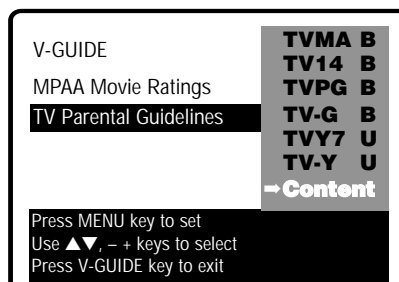 V-GUIDE
MPAA Movie Ratings
TV Parental Guidelines
TVMA B
TV14 B
TVPG B
TV-G B
TVY7 U
TV-Y U
➡Content
Press MENU key to set
Use ▲▼, – + keys to select
Press V-GUIDE key to exit